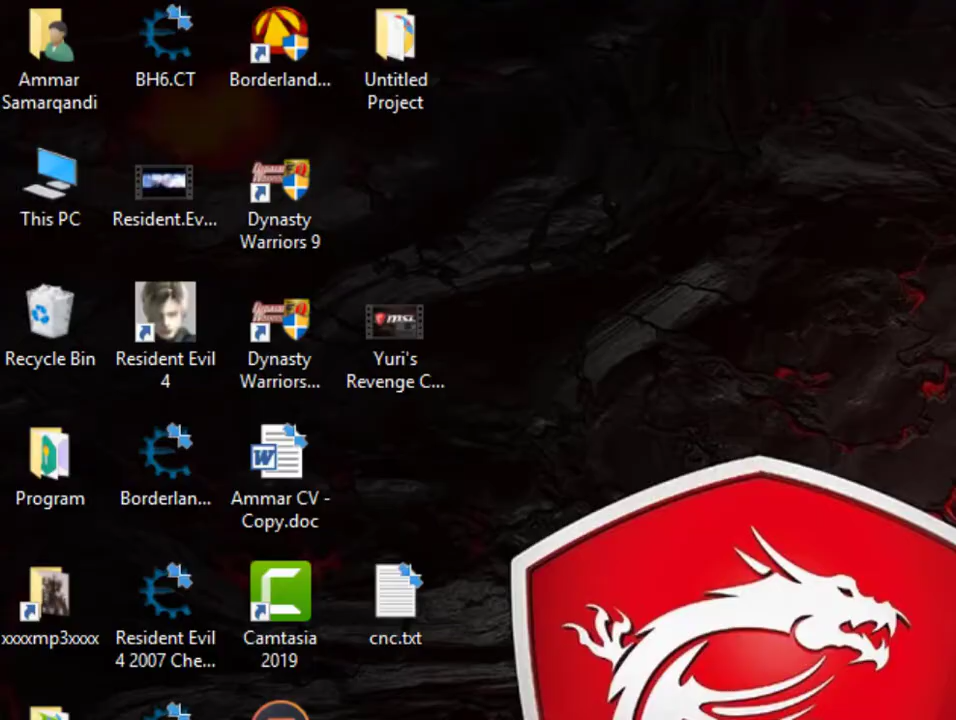 Ammar
Samarqandi
BH6.CT
Borderland...
Untitled
Project
This PC
Resident.Ev...
Dynasty
Warriors 9
Recycle Bin
Resident Evil
4
Dynasty
Warriors...
msi
Yuri's
Revenge C...
Program
Borderlan...
W
Ammar CV -
Copy.doc
xxxxmp3xxxx
Resident Evil
4 2007 Che...
Camtasia
2019
cnc.txt